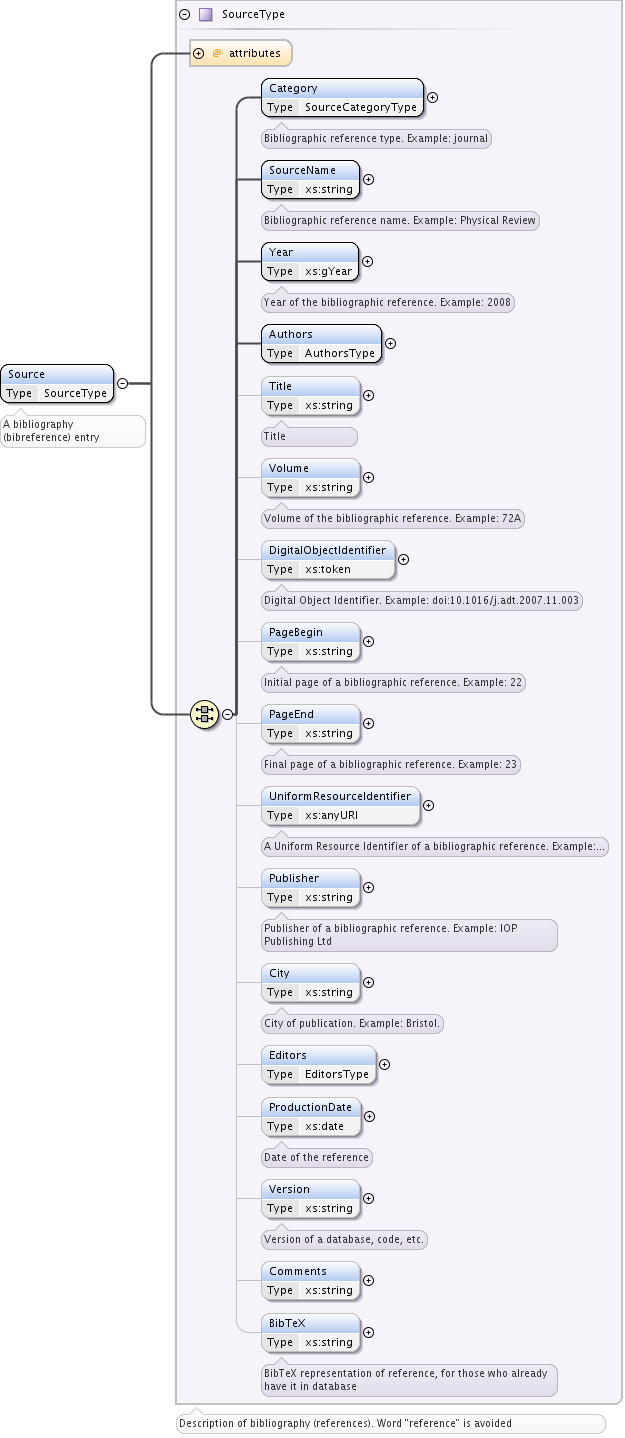 SourceType
@ attributes
Category
Type SourceCategoryType
Bibliographic reference type. Example: journal
SourceName
Type xs:string
Bibliographic reference name. Example: Physical Review
Year
Type xs:gYear
Year of the bibliographic reference. Example: 2008
Authors
Type AuthorsType
Source
Type SourceType
A bibliography
(bibreference) entry
Title
Type xs:string
Title
Volume
Type xs:string
Volume of the bibliographic reference. Example: 72A
DigitalObjectIdentifier
Type xs:token
Digital Object Identifier. Example: doi:10.1016/j.adt.2007.11.003
PageBegin
Type xs:string
Initial page of a bibliographic reference. Example: 22
PageEnd
Type xs:string
Final page of a bibliographic reference. Example: 23
UniformResourceIdentifier
Type xs:anyURI
A Uniform Resource Identifier of a bibliographic reference. Example:...
Publisher
Type xs:string
Publisher of a bibliographic reference. Example: IOP
Publishing Ltd
City
Type xs:string
City of publication. Example: Bristol.
Editors
Type EditorsType
ProductionDate
Type xs:date
Date of the reference
Version
Type xs:string
Version of a database, code, etc.
Comments
Type xs:string
BibTeX
Type xs:string
BibTeX representation of reference, for those who already
have it in database
Description of bibliography (references). Word "reference" is avoided